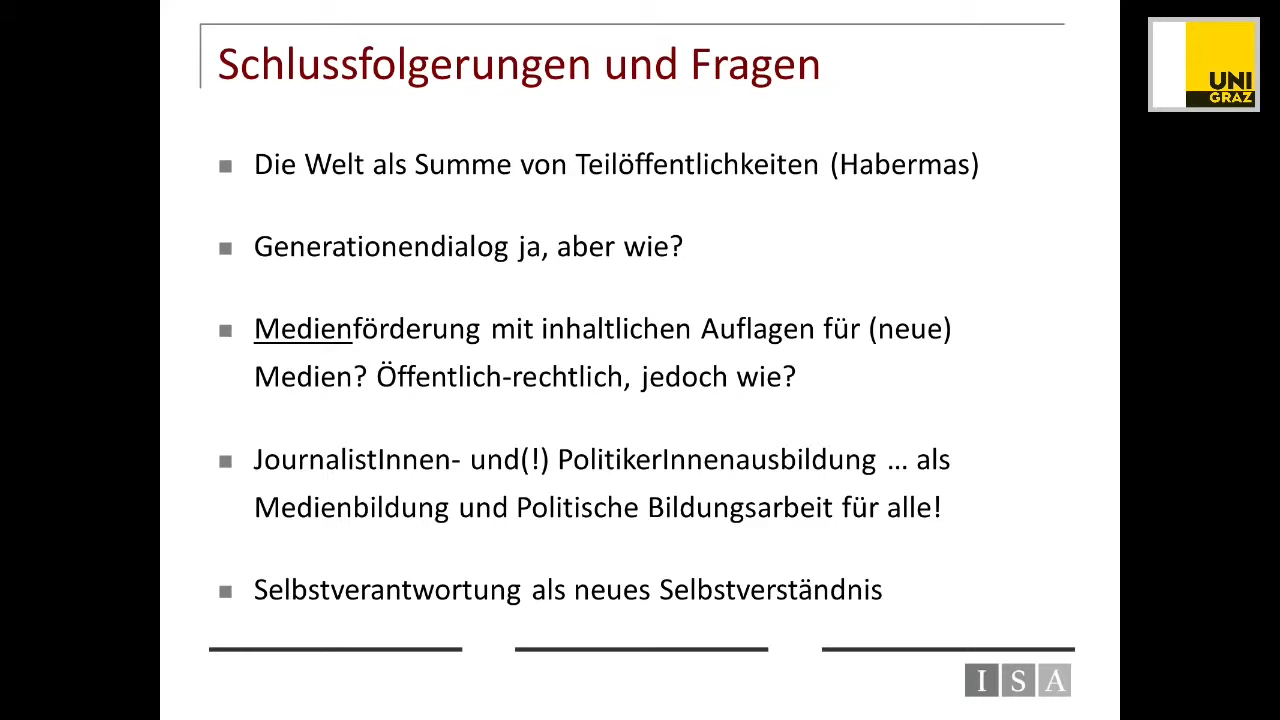 Schlussfolgerungen und Fragen
UNI
GRAZ
Die Welt als Summe von Teilöffentlichkeiten (Habermas)
Generationendialog ja, aber wie?
Medienförderung mit inhaltlichen Auflagen für (neue)
Medien? Öffentlich-rechtlich, jedoch wie?
JournalistInnen- und(!) PolitikerInnenausbildung ... als
Medienbildung und Politische Bildungsarbeit für alle!
Selbstverantwortung als neues Selbstverständnis
ISA